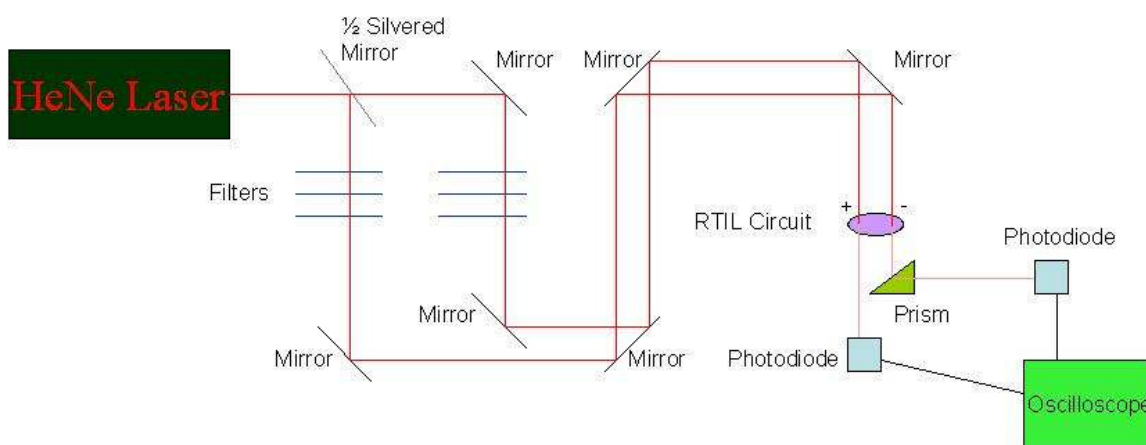 ½ Silvered
Mirror
HeNe Laser
Mirror
Mirror
Mirror
Filters
+
-
RTIL Circuit
Photodiode
Prism
Mirror
Mirror
Mirror
Photodiode
Oscilloscope